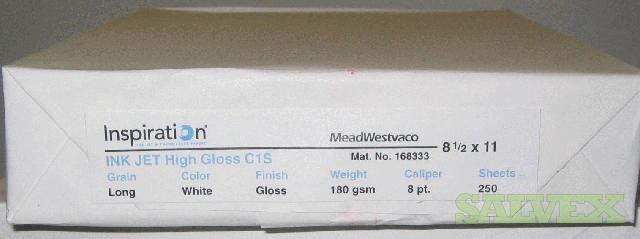 Inspiration®
MeadWestvaco
8 1/2 x 11
INK JET High Gloss C1S
Mat. No. 168333
Grain Color Finish Weight Caliper Sheets
Long White Gloss 180 gsm 8 pt. 250
SALVEX